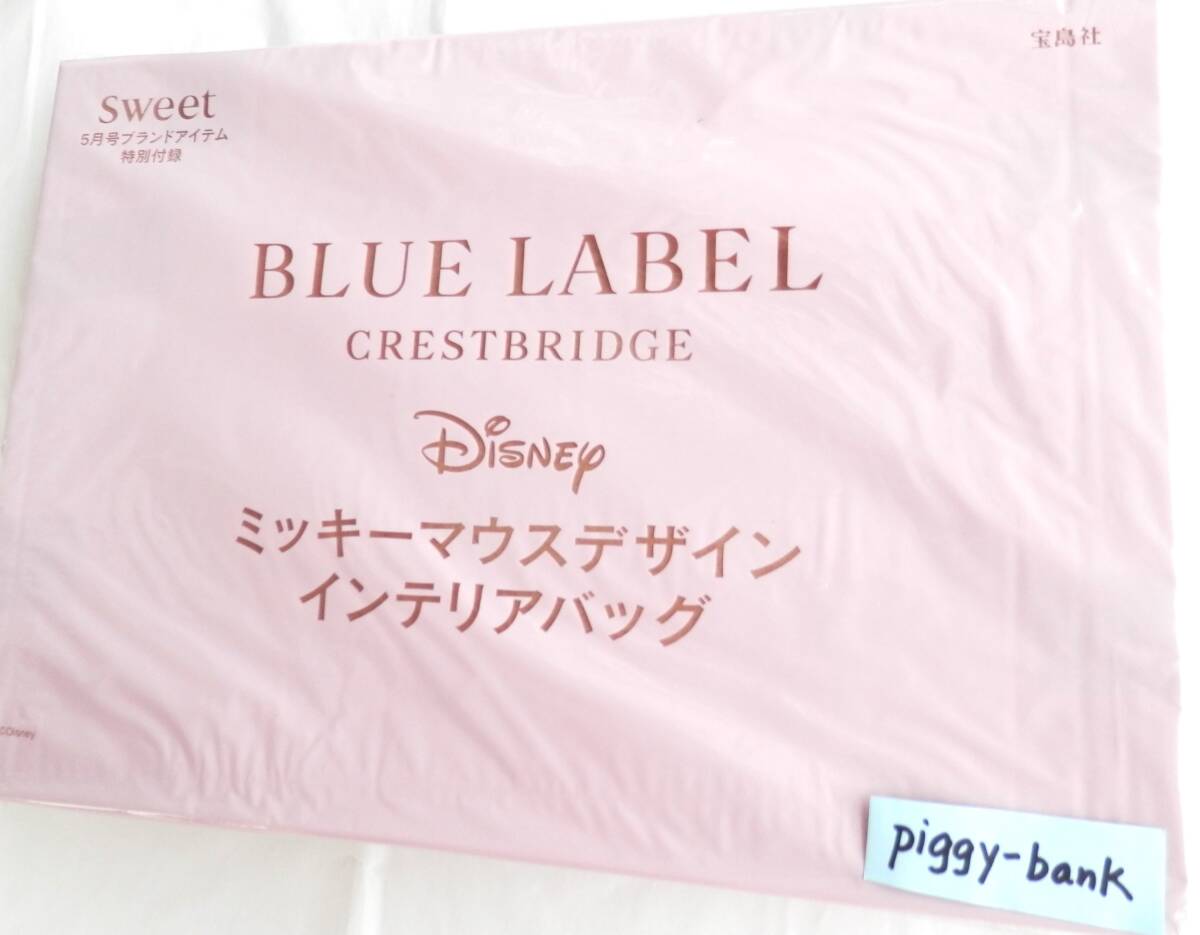 宝島社
sweet
5月号ブランドアイテム
特別付録
BLUE LABEL
CRESTBRIDGE
Disney
ミッキーマウスデザイン
インテリアバッグ
©Disney
piggy-bank